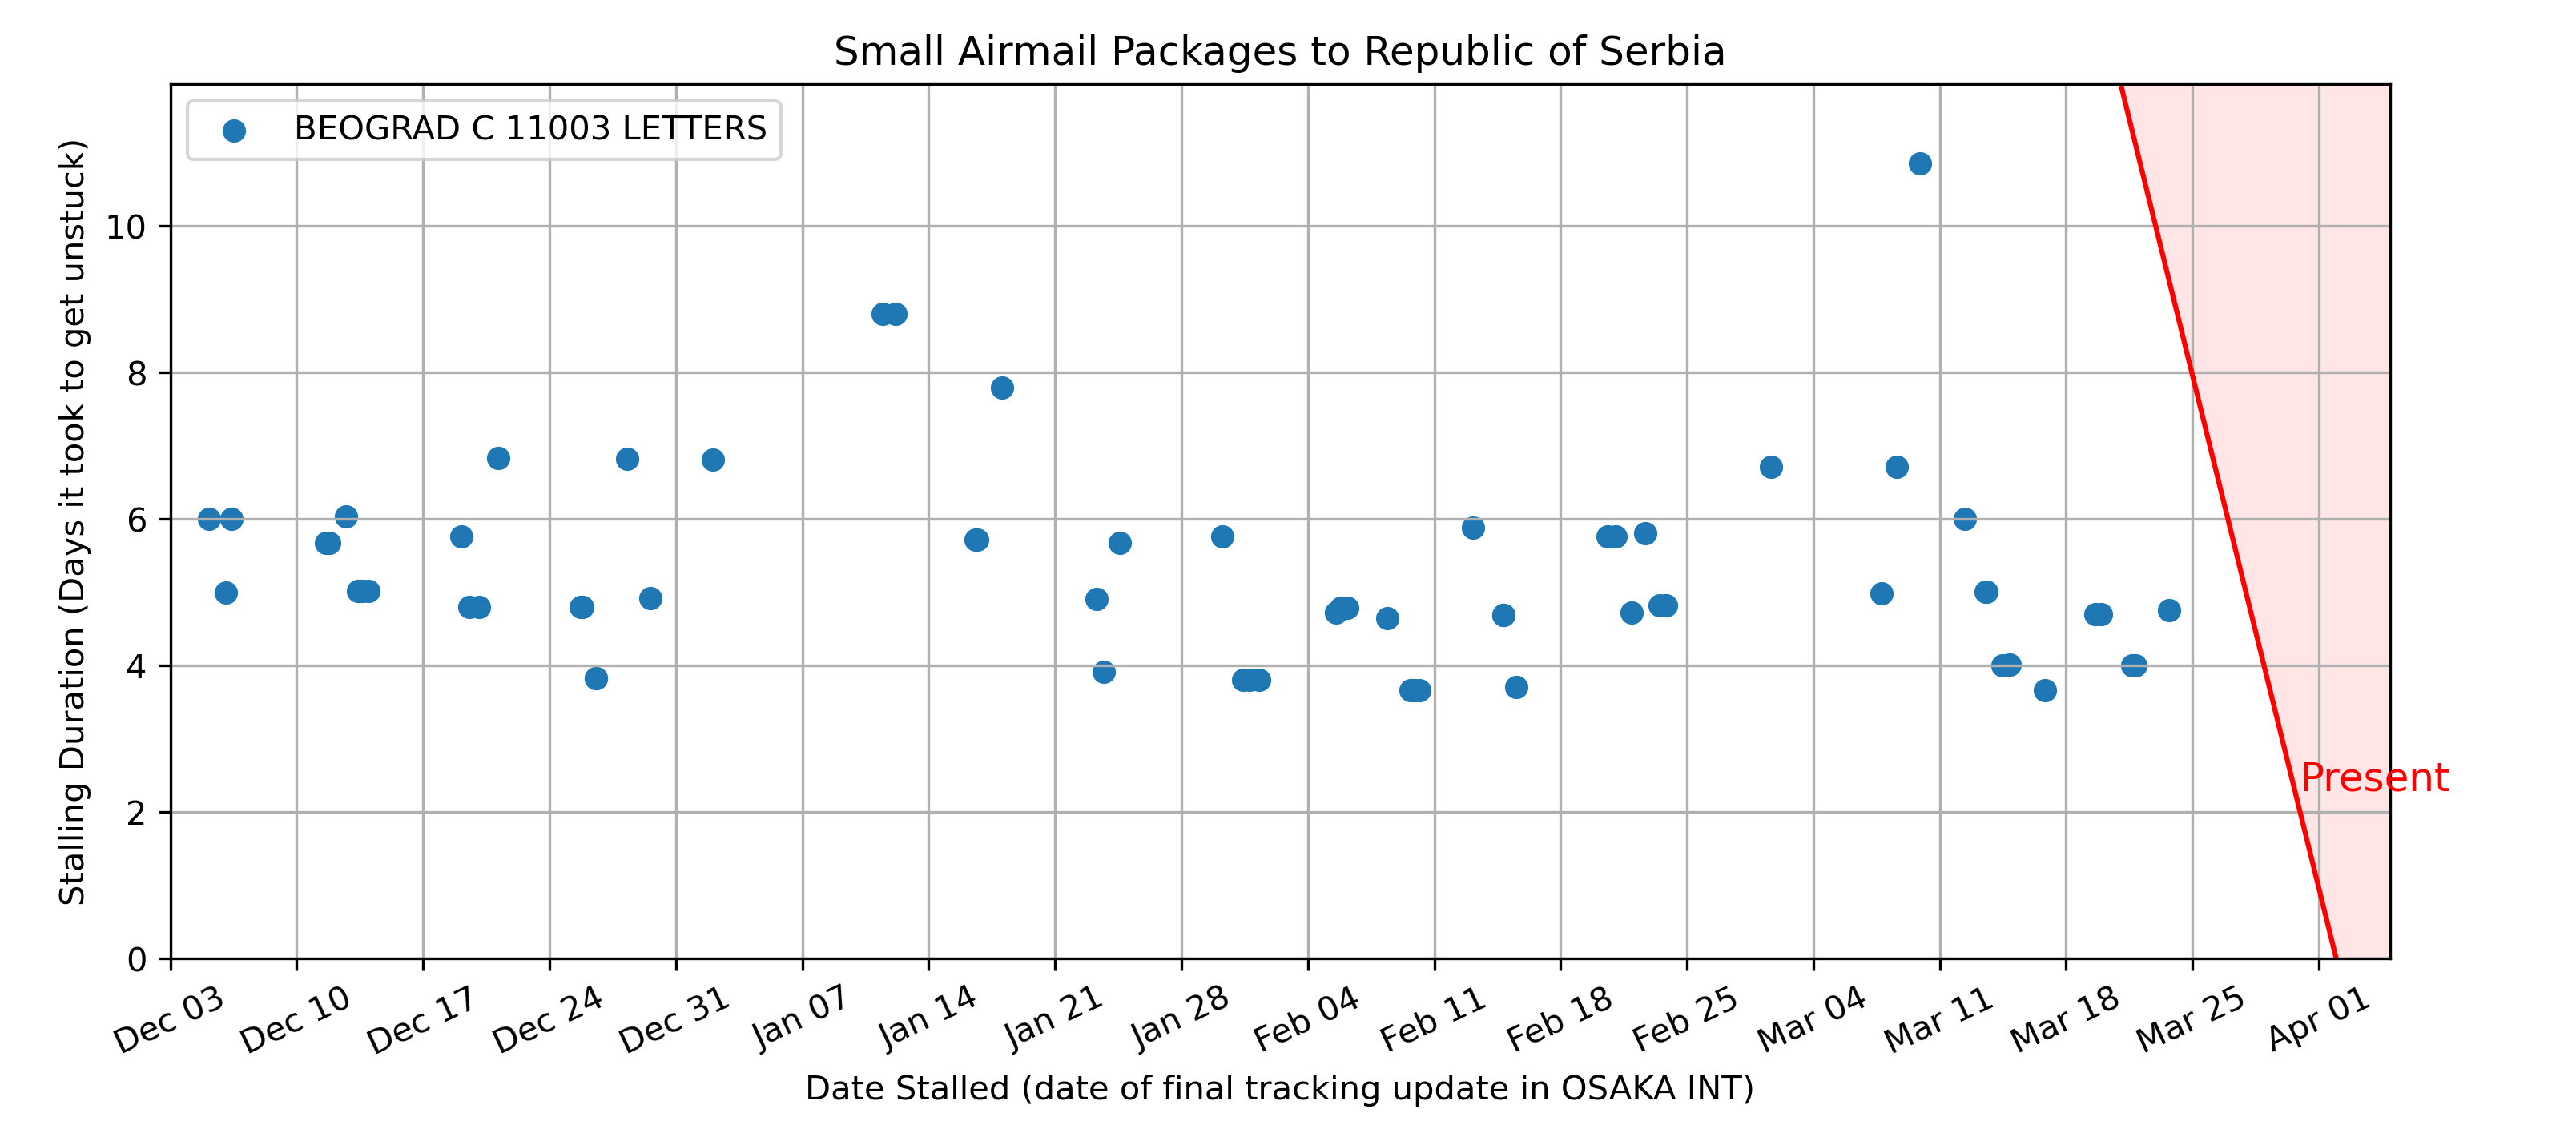 Small Airmail Packages to Republic of Serbia
BEOGRAD C 11003 LETTERS
Stalling Duration (Days it took to get unstuck)
10
8
6
4
2
0
Present
Dec 03 Dec 10 Dec 17 Dec 24 Dec 31 Jan 07 Jan 14 Jan 21 Jan 28 Feb 04 Feb 11 Feb 18 Feb 25 Mar 04 Mar 11 Mar 18 Mar 25 Apr 01
Date Stalled (date of final tracking update in OSAKA INT)